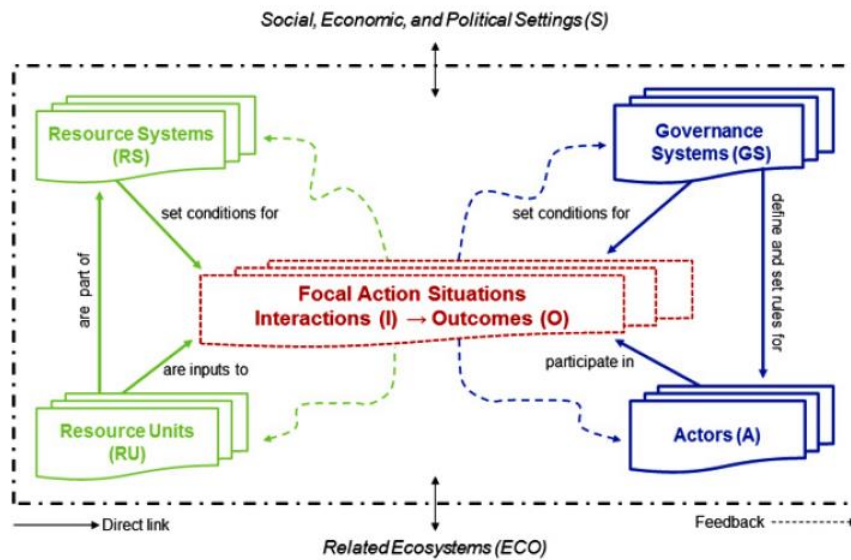 Social, Economic, and Political Settings (S)
Resource Systems
(RS)
Governance
Systems (GS)
set conditions for
set conditions for
are part of
define and set rules for
Focal Action Situations
Interactions (I) → Outcomes (O)
are inputs to
participate in
Resource Units
(RU)
Actors (A)
Direct link
Feedback
Related Ecosystems (ECO)